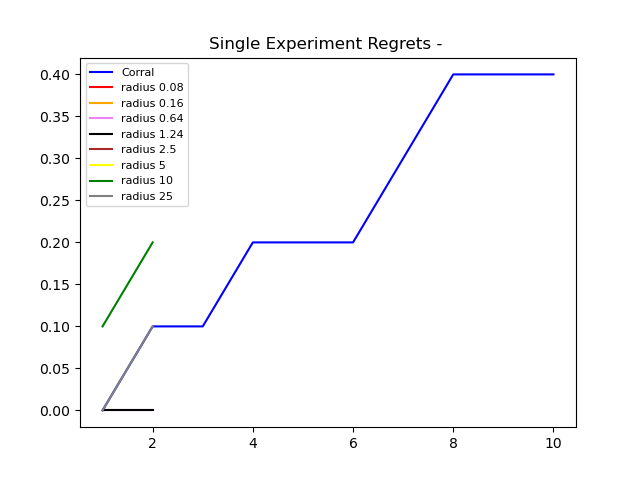 Single Experiment Regrets -
0.40
0.35
0.30
0.25
0.20
0.15
0.10
0.05
0.00
Corral
radius 0.08
radius 0.16
radius 0.64
radius 1.24
radius 2.5
radius 5
radius 10
radius 25
2 4 6 8 10